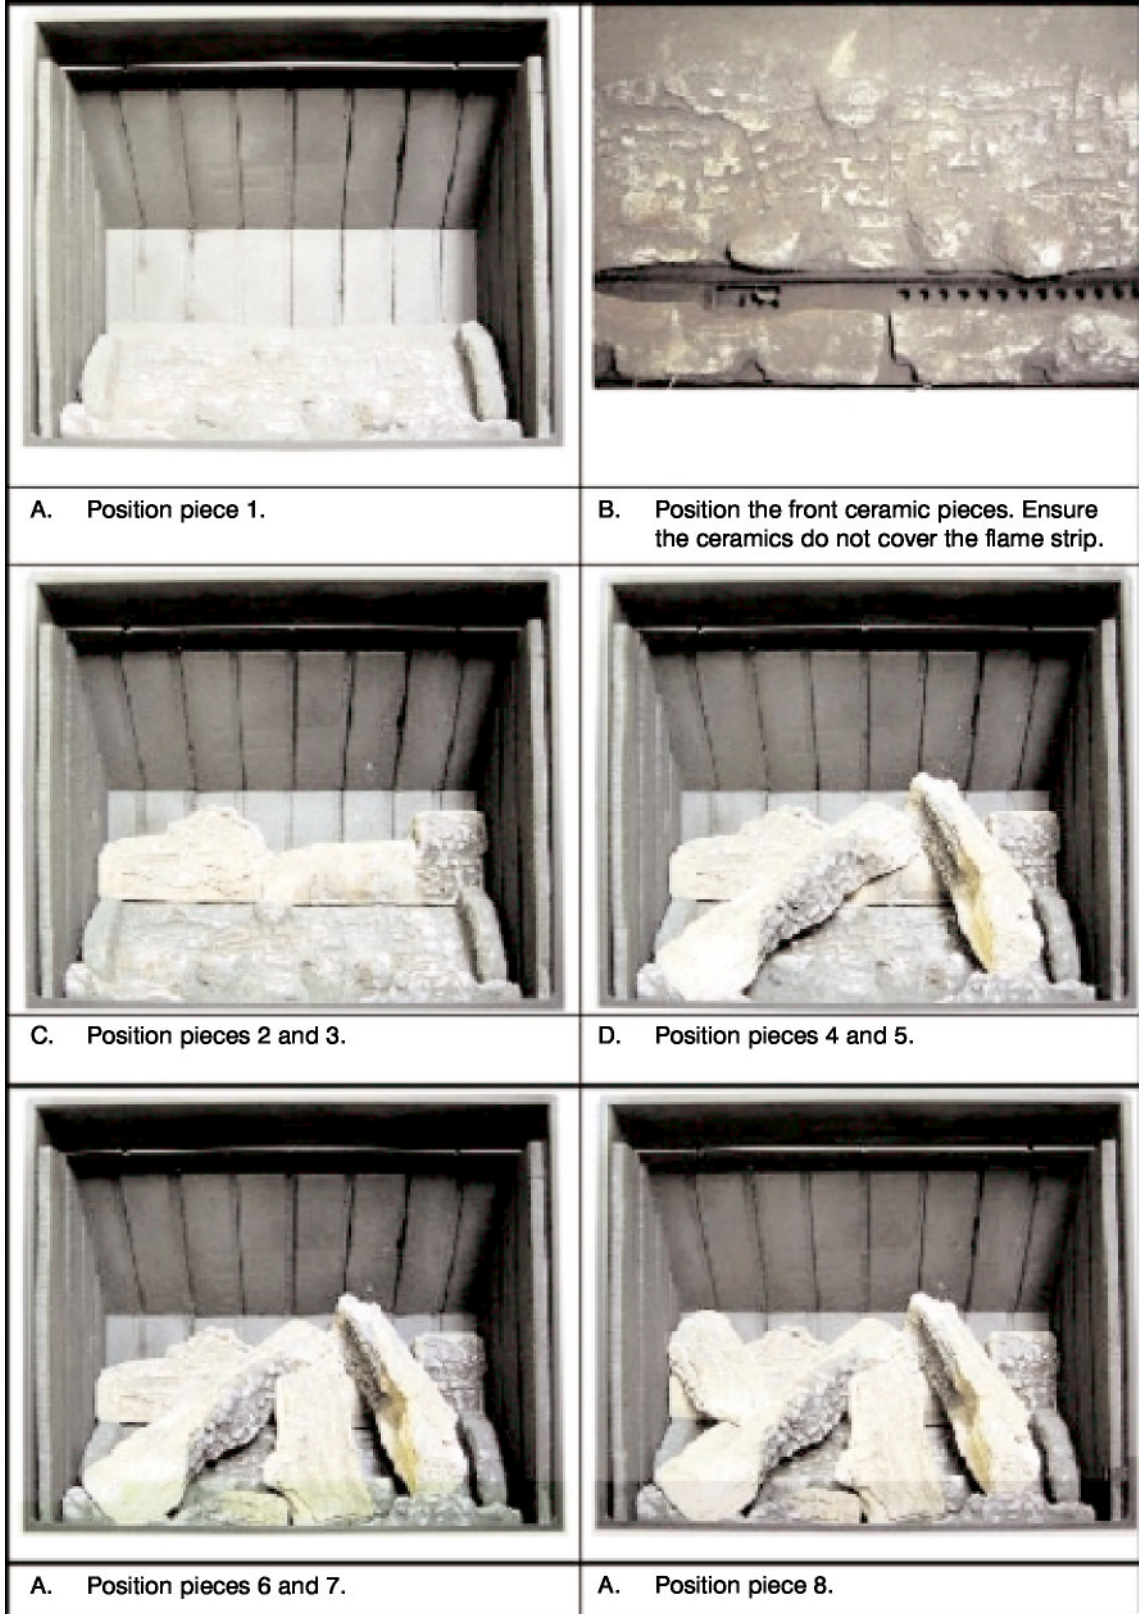 A. Position piece 1.
B. Position the front ceramic pieces. Ensure
the ceramics do not cover the flame strip.
C. Position pieces 2 and 3.
D. Position pieces 4 and 5.
A. Position pieces 6 and 7.
A. Position piece 8.